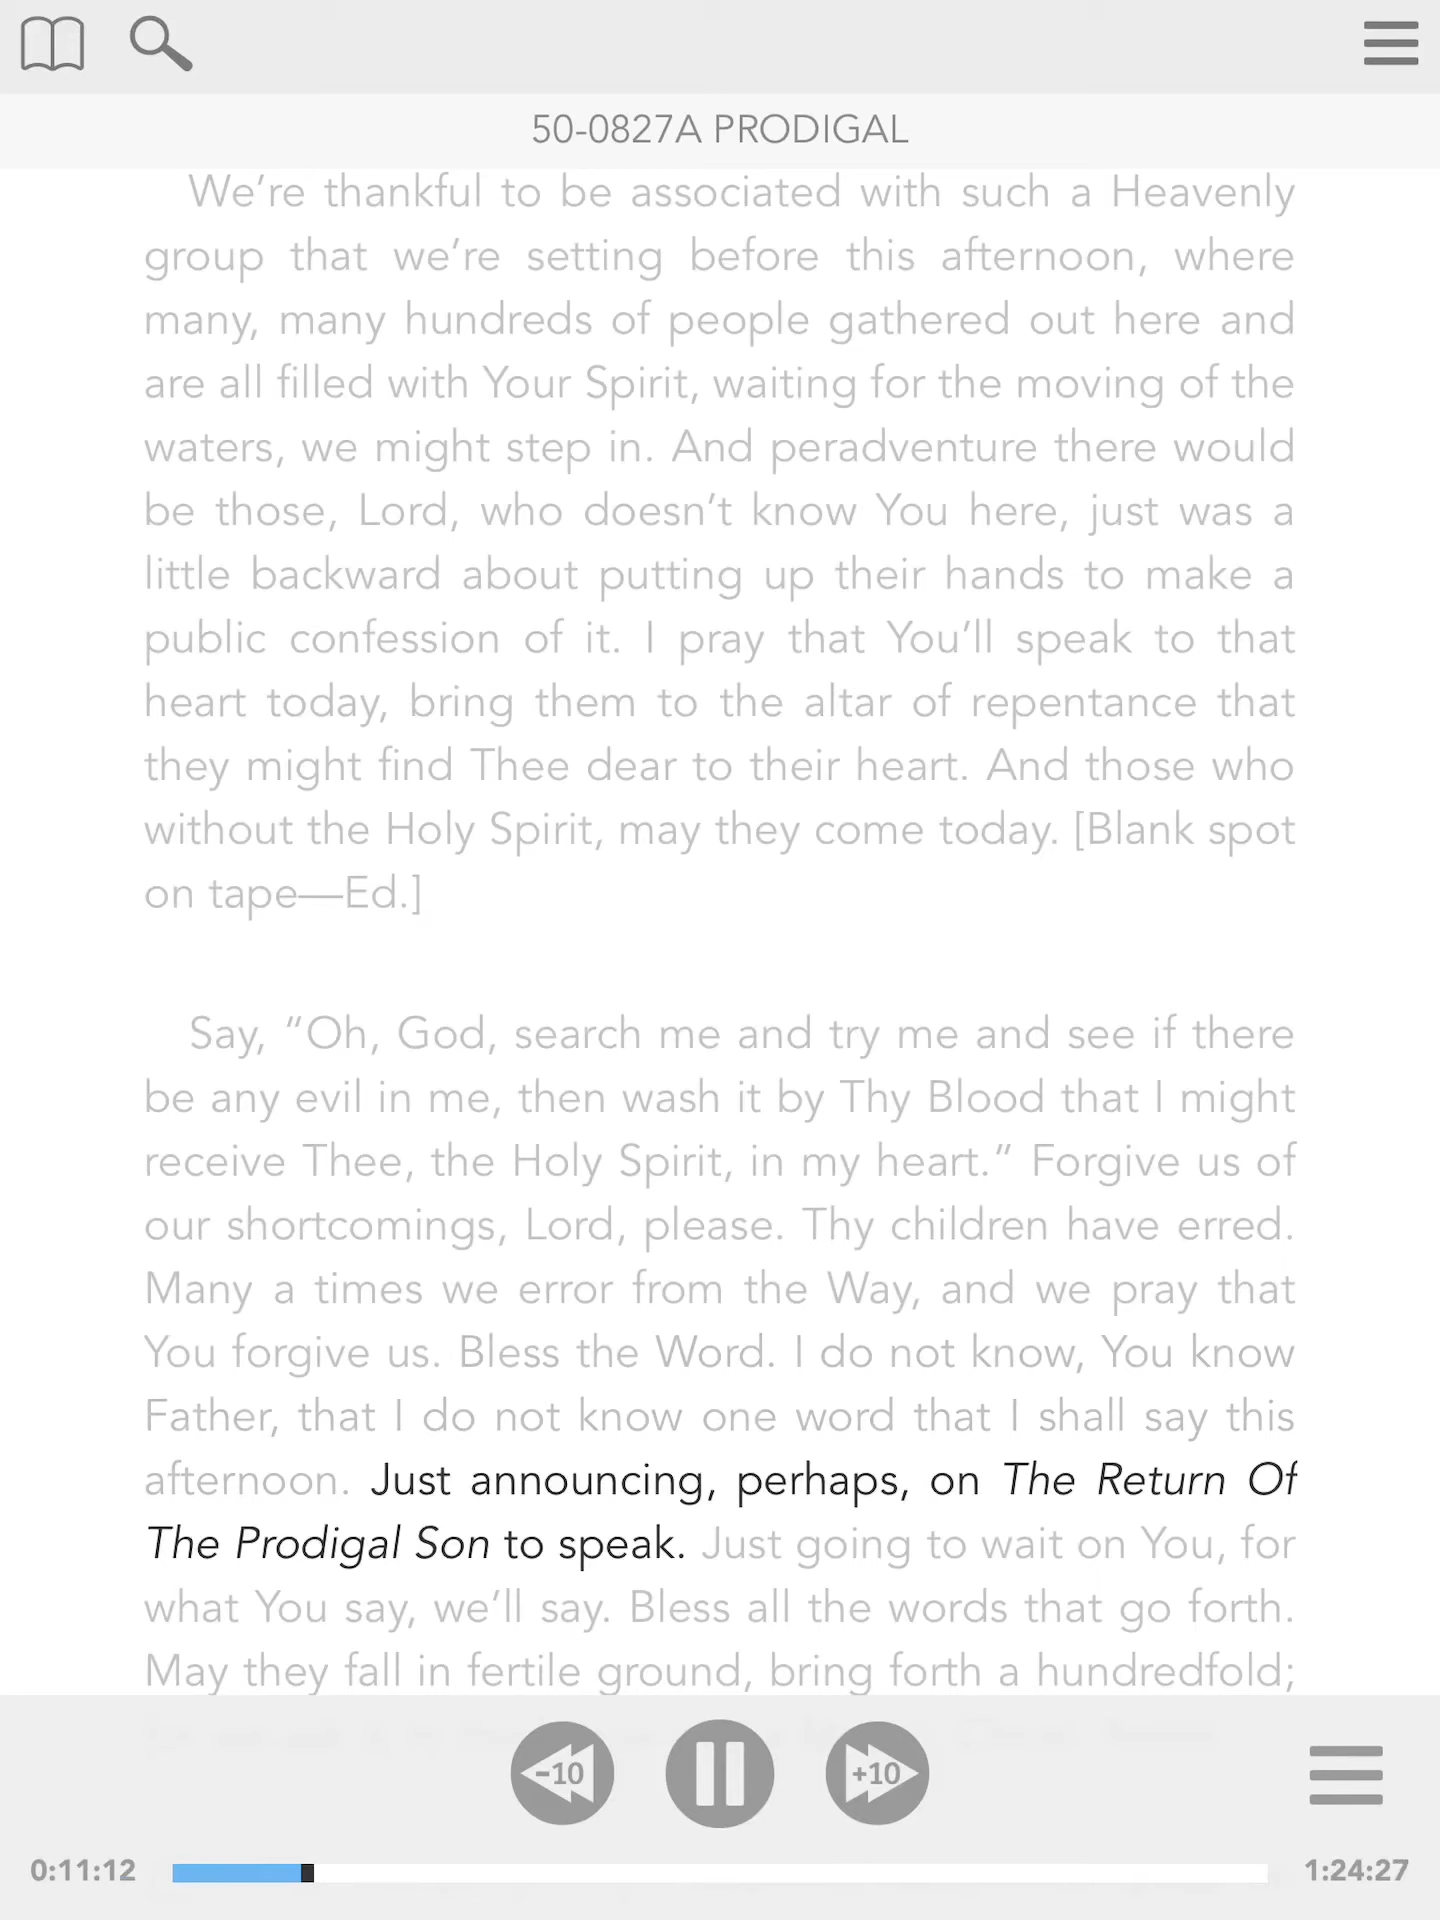 50-0827A PRODIGAL
We’re thankful to be associated with such a Heavenly
group that we’re setting before this afternoon, where
many, many hundreds of people gathered out here and
are all filled with Your Spirit, waiting for the moving of the
waters, we might step in. And peradventure there would
be those, Lord, who doesn’t know You here, just was a
little backward about putting up their hands to make a
public confession of it. I pray that You’ll speak to that
heart today, bring them to the altar of repentance that
they might find Thee dear to their heart. And those who
without the Holy Spirit, may they come today. [Blank spot
on tape—Ed.]
Say, “Oh, God, search me and try me and see if there
be any evil in me, then wash it by Thy Blood that I might
receive Thee, the Holy Spirit, in my heart.” Forgive us of
our shortcomings, Lord, please. Thy children have erred.
Many a times we error from the Way, and we pray that
You forgive us. Bless the Word. I do not know, You know
Father, that I do not know one word that I shall say this
afternoon. Just announcing, perhaps, on The Return Of
The Prodigal Son to speak. Just going to wait on You, for
what You say, we’ll say. Bless all the words that go forth.
May they fall in fertile ground, bring forth a hundredfold;
-10 +10
0:11:12 1:24:27